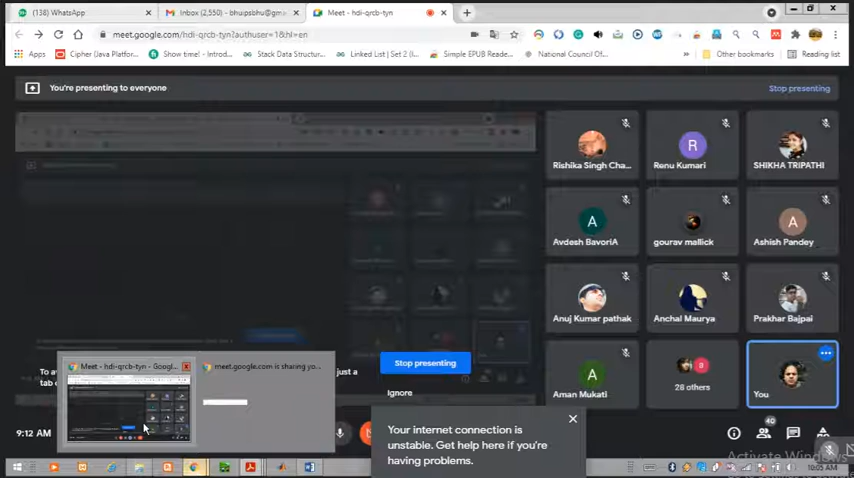 (138) WhatsApp
Inbox (2,550) - bhuipsbhu@gm
Meet - hdi-qrcb-tyn
meet.google.com/hdi-qrcb-tyn?authuser=1&hl=en
Apps
Cipher (Java Platfor...
Show time! - Introd...
Stack Data Structur...
Linked List | Set 2 (I...
Simple EPUB Reader...
National Council Of...
Other bookmarks
Reading list
You're presenting to everyone
Stop presenting
Rishika Singh Cha...
R
Renu Kumari
SHIKHA TRIPATHI
A
Avdesh BavoriA
gourav mallick
A
Ashish Pandey
Anuj Kumar pathak
Anchal Maurya
Prakhar Bajpai
A
Aman Mukati
28 others
You
To a
just a
tab
Meet - hdi-qrcb-tyn - Googl...
meet.google.com is sharing yo...
Stop presenting
Ignore
Your internet connection is
unstable. Get help here if you're
having problems.
9:12 AM
40
Activate Windows
10:05 AM